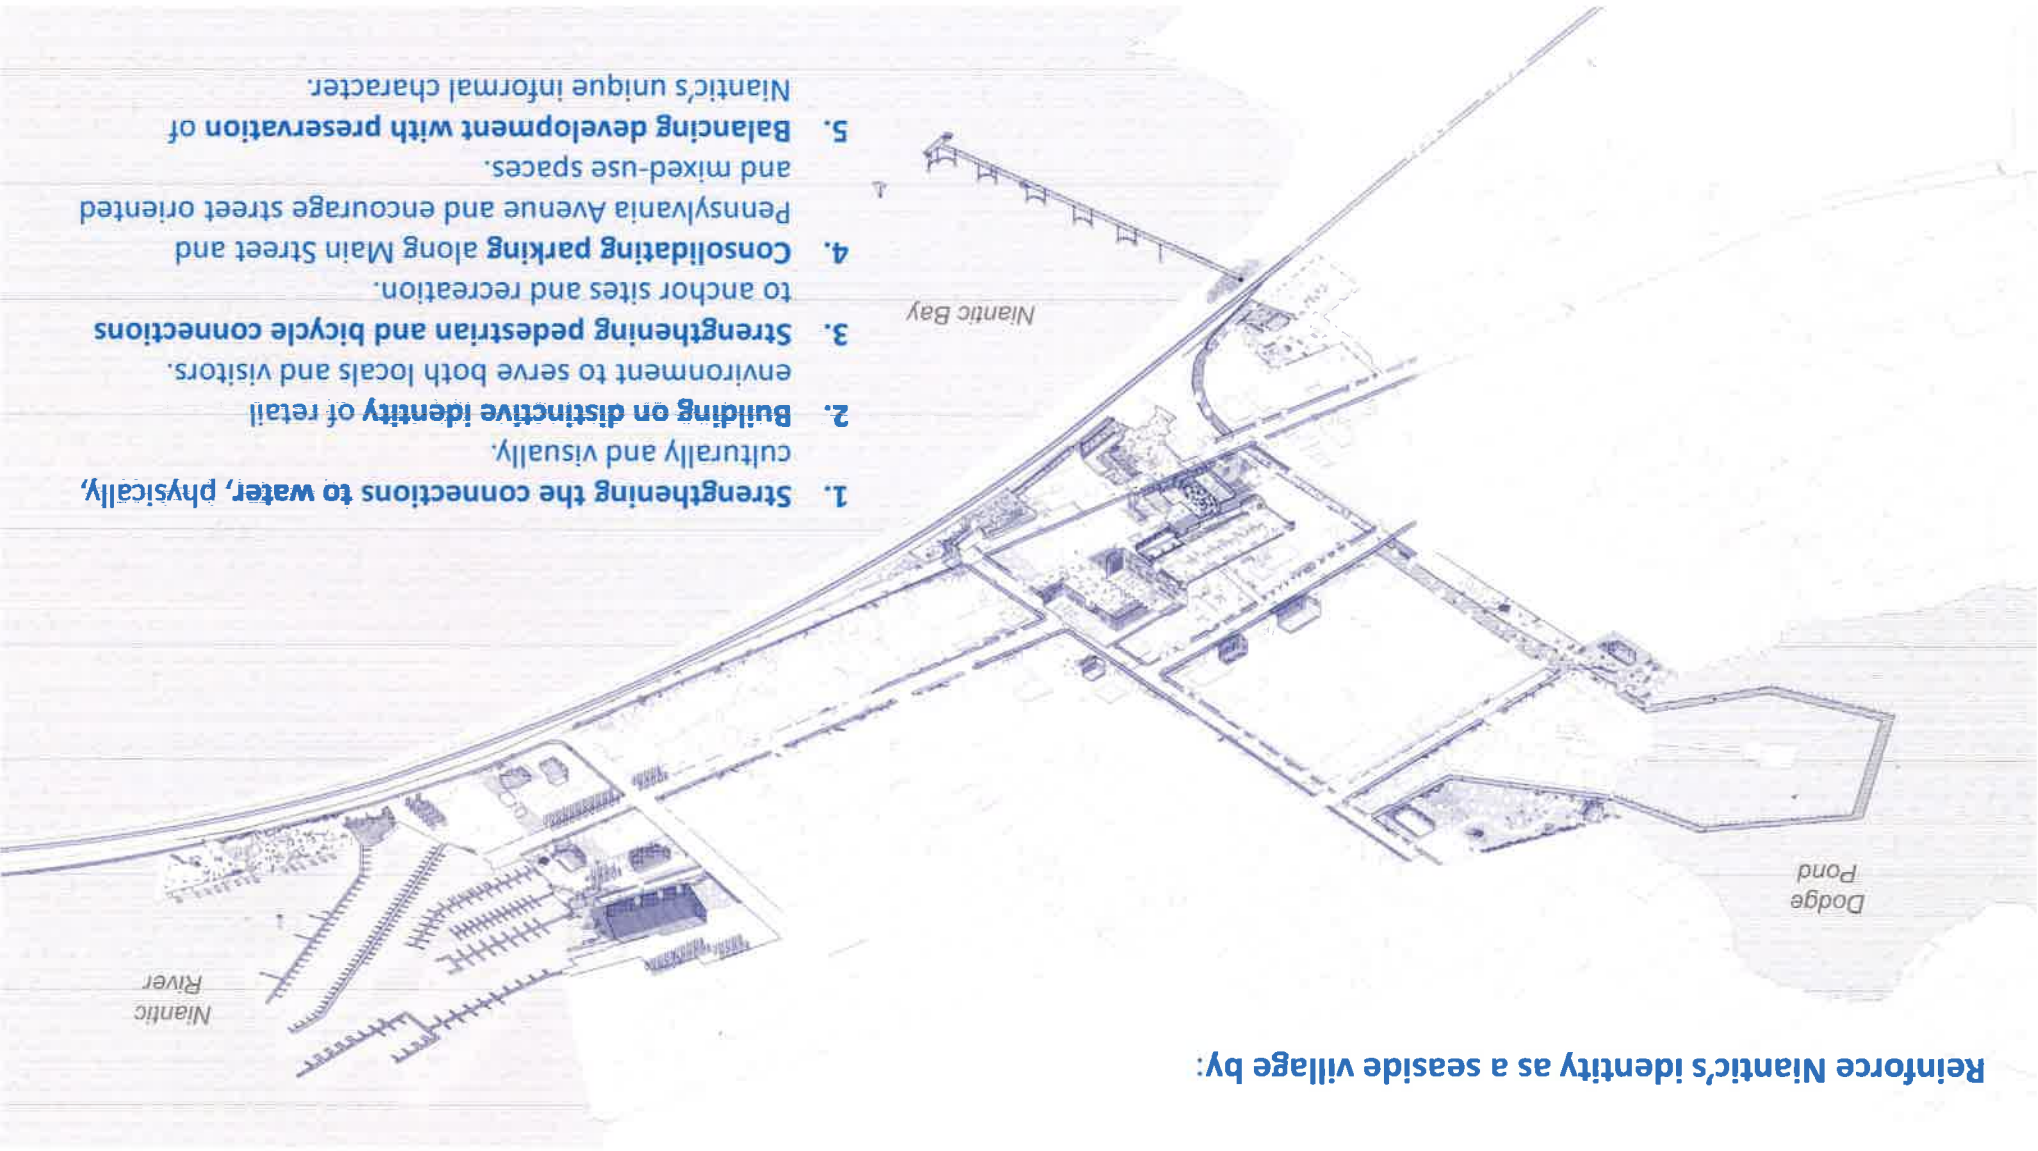 Reinforce Niantic's identity as a seaside village by:
Niantic
River
Dodge
Pond
1. Strengthening the connections to water, physically,
culturally and visually.
2. Building on distinctive identity of retail
environment to serve both locals and visitors.
3. Strengthening pedestrian and bicycle connections
to anchor sites and recreation.
4. Consolidating parking along Main Street and
Pennsylvania Avenue and encourage street oriented
and mixed-use spaces.
5. Balancing development with preservation of
Niantic's unique informal character.
Niantic Bay